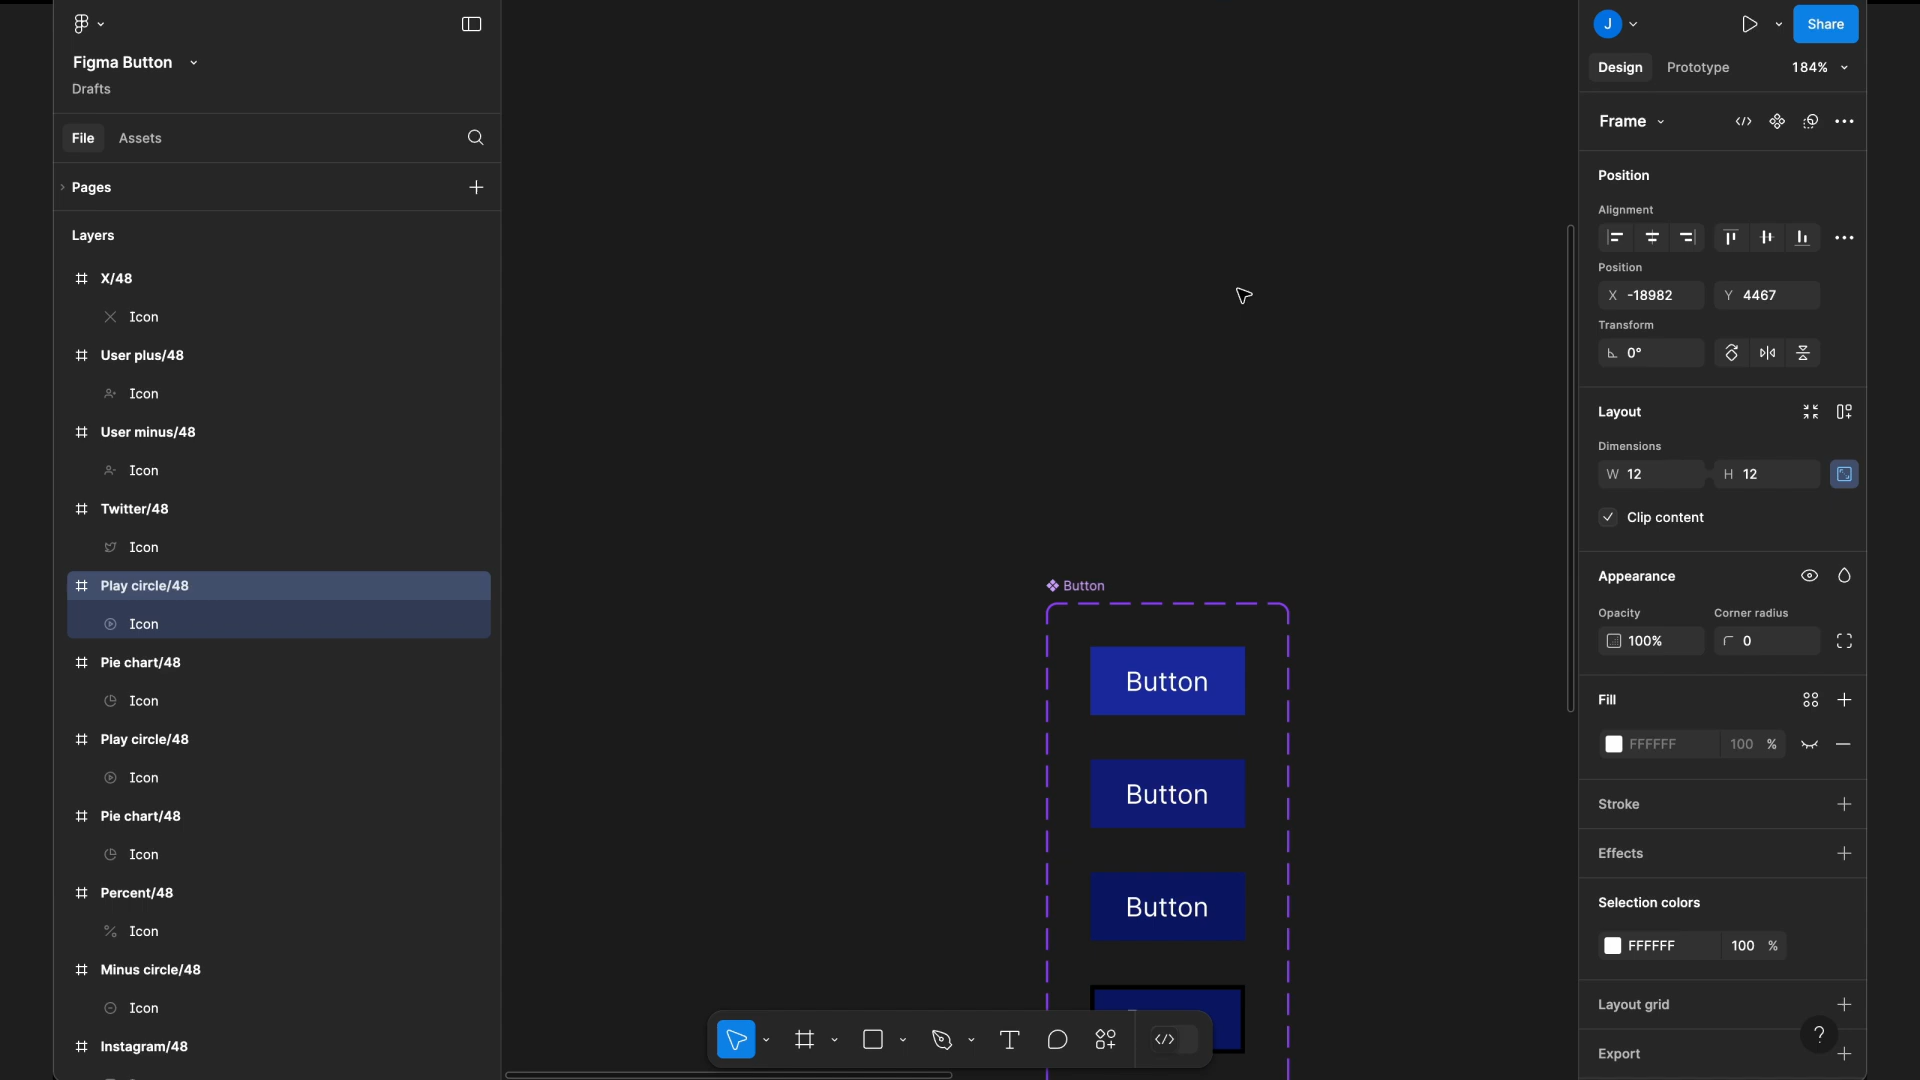 Figma Button
Drafts
File
Assets
Pages
Layers
X/48
Icon
User plus/48
Icon
User minus/48
Icon
Twitter/48
Icon
Play circle/48
Icon
Pie chart/48
Icon
Play circle/48
Icon
Pie chart/48
Icon
Percent/48
Icon
Minus circle/48
Icon
Instagram/48
Button
Button
Button
Button
J
Share
Design
Prototype
184%
Frame
Position
Alignment
Position
X -18982
Y 4467
Transform
0°
Layout
Dimensions
W 12
H 12
Clip content
Appearance
Opacity
Corner radius
100%
0
Fill
FFFFFF 100 %
Stroke
Effects
Selection colors
FFFFFF 100 %
Layout grid
?
Export